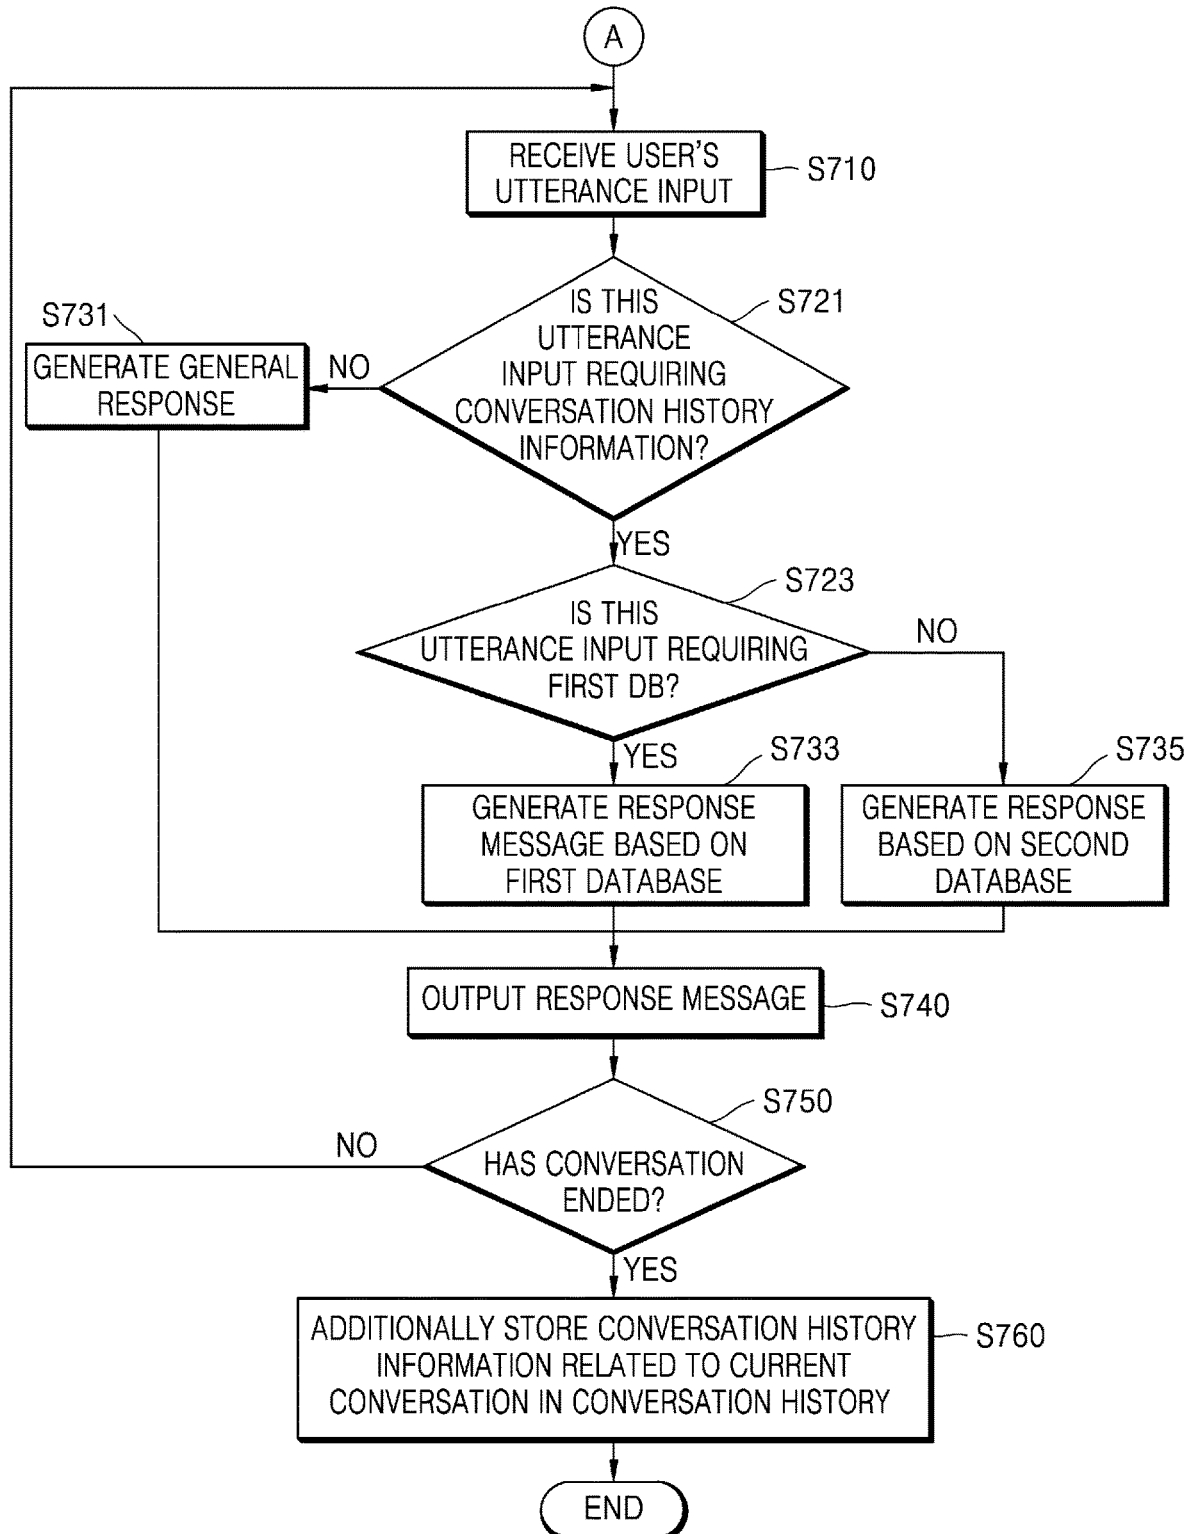 A
RECEIVE USER'S
UTTERANCE INPUT
S710
IS THIS
UTTERANCE
INPUT REQUIRING
CONVERSATION HISTORY
INFORMATION?
S721
S731
NO
GENERATE GENERAL
RESPONSE
YES
S723
IS THIS
UTTERANCE INPUT REQUIRING
FIRST DB?
NO
YES
S733
S735
GENERATE RESPONSE
MESSAGE BASED ON
FIRST DATABASE
GENERATE RESPONSE
BASED ON SECOND
DATABASE
OUTPUT RESPONSE MESSAGE
S740
S750
NO
HAS CONVERSATION
ENDED?
YES
ADDITIONALLY STORE CONVERSATION HISTORY
INFORMATION RELATED TO CURRENT
CONVERSATION IN CONVERSATION HISTORY
S760
END